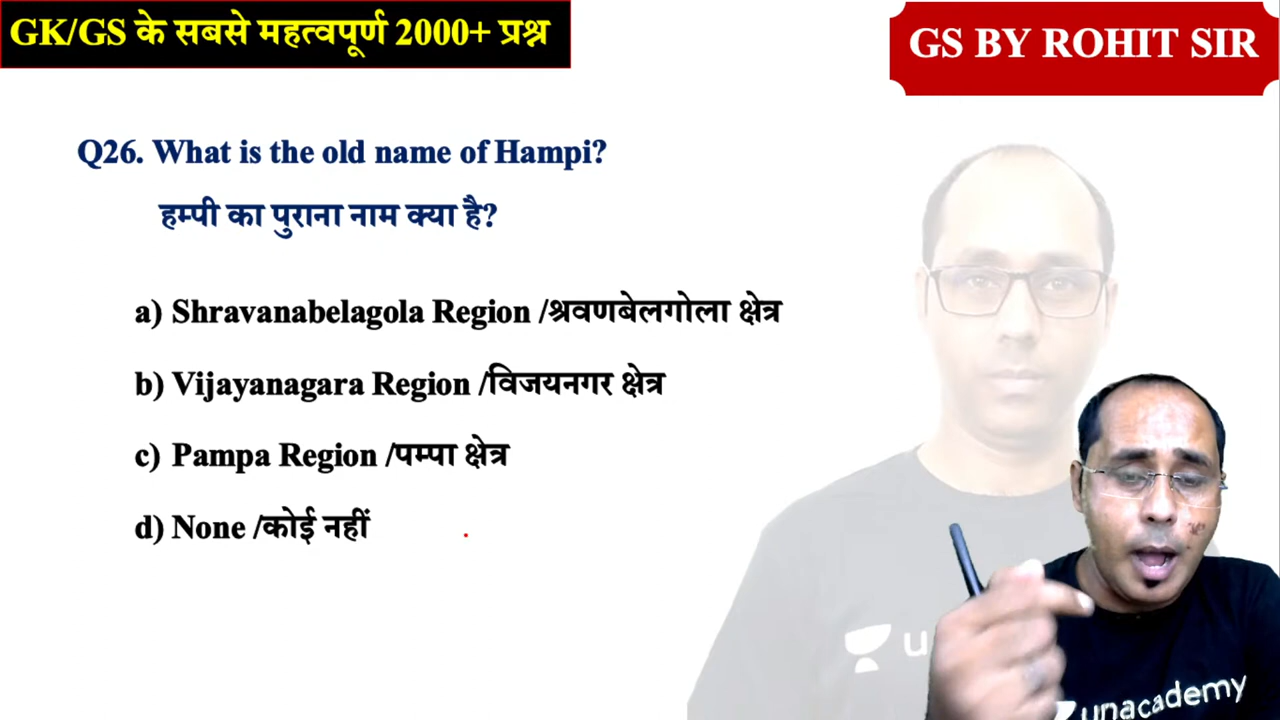 GK/GS के सबसे महत्वपूर्ण 2000+ प्रश्न
GS BY ROHIT SIR
Q26. What is the old name of Hampi?
हम्पी का पुराना नाम क्या है?
a) Shravanabelagola Region /श्रवणबेलगोला क्षेत्र
b) Vijayanagara Region /विजयनगर क्षेत्र
c) Pampa Region /पम्पा क्षेत्र
d) None /कोई नहीं
unacademy